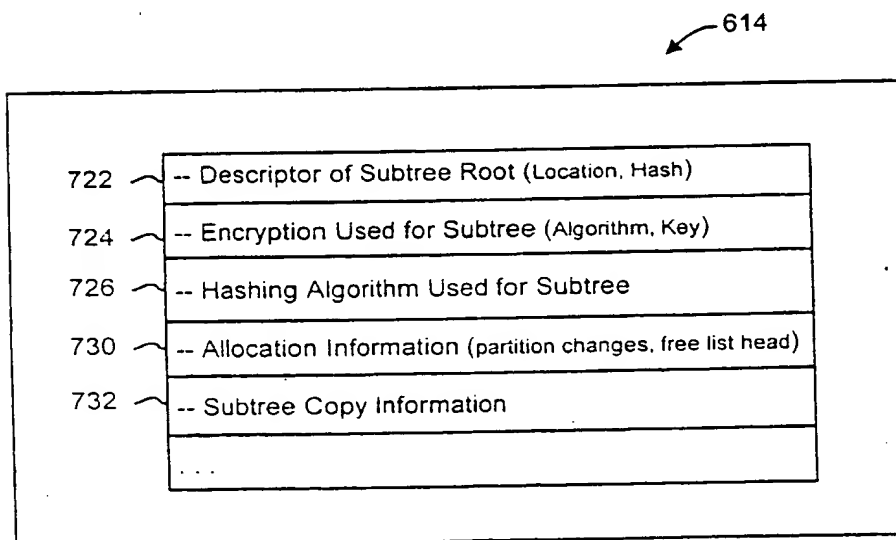 614
722 -- Descriptor of Subtree Root (Location, Hash)
724 -- Encryption Used for Subtree (Algorithm, Key)
726 -- Hashing Algorithm Used for Subtree
730 -- Allocation Information (partition changes, free list head)
732 -- Subtree Copy Information
. . .